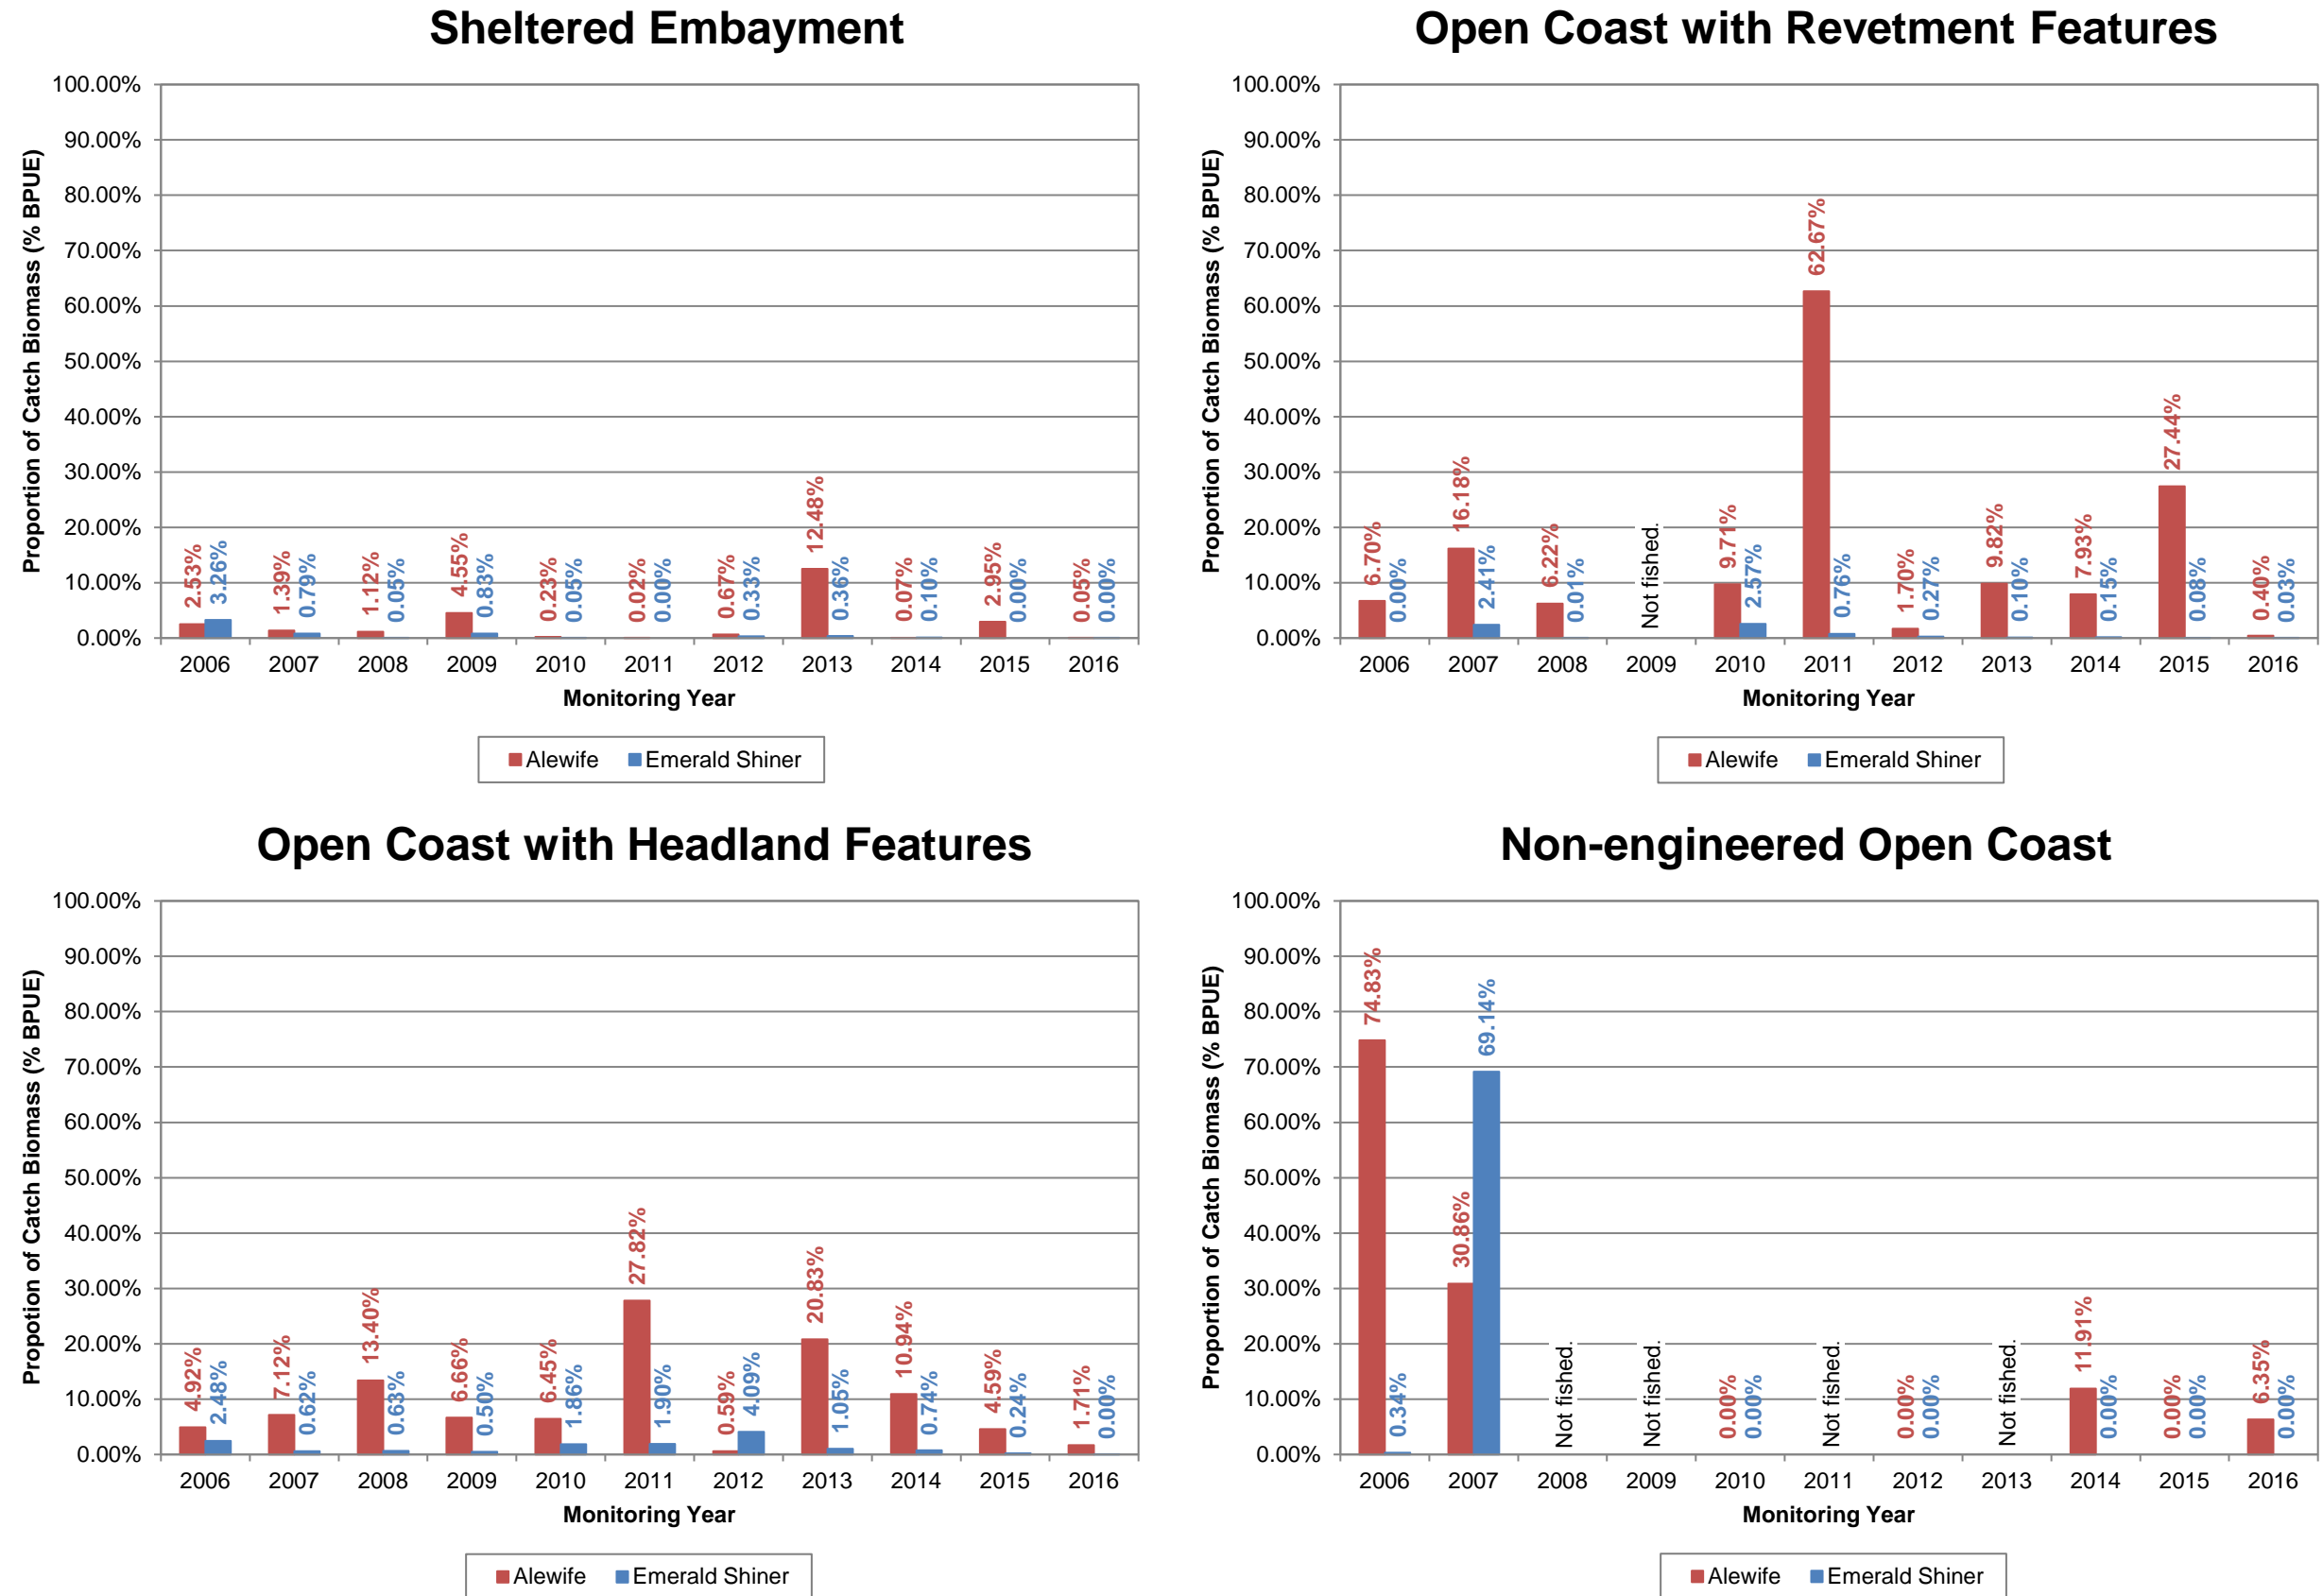 Sheltered Embayment
Proportion of Catch Biomass (% BPUE)
100.00%
90.00%
80.00%
70.00%
60.00%
50.00%
40.00%
30.00%
20.00%
10.00%
0.00%
2.53% 3.26% 1.39% 0.79% 1.12% 0.05% 4.55% 0.83% 0.23% 0.05% 0.02% 0.00% 0.67% 0.33% 12.48% 0.36% 0.07% 0.10% 2.95% 0.00% 0.05% 0.00%
2006 2007 2008 2009 2010 2011 2012 2013 2014 2015 2016
Monitoring Year
Alewife Emerald Shiner
Open Coast with Revetment Features
Proportion of Catch Biomass (% BPUE)
100.00%
90.00%
80.00%
70.00%
60.00%
50.00%
40.00%
30.00%
20.00%
10.00%
0.00%
6.70% 0.00% 16.18% 2.41% 6.22% 0.01% Not fished. 9.71% 2.57% 62.67% 0.76% 1.70% 0.27% 9.82% 0.10% 7.93% 0.15% 27.44% 0.08% 0.40% 0.03%
2006 2007 2008 2009 2010 2011 2012 2013 2014 2015 2016
Monitoring Year
Alewife Emerald Shiner
Open Coast with Headland Features
Propotion of Catch Biomass (% BPUE)
100.00%
90.00%
80.00%
70.00%
60.00%
50.00%
40.00%
30.00%
20.00%
10.00%
0.00%
4.92% 2.48% 7.12% 0.62% 13.40% 0.63% 6.66% 0.50% 6.45% 1.86% 27.82% 1.90% 0.59% 4.09% 20.83% 1.05% 10.94% 0.74% 4.59% 0.24% 1.71% 0.00%
2006 2007 2008 2009 2010 2011 2012 2013 2014 2015 2016
Monitoring Year
Alewife Emerald Shiner
Non-engineered Open Coast
Proportion of Catch Biomass (% BPUE)
100.00%
90.00%
80.00%
70.00%
60.00%
50.00%
40.00%
30.00%
20.00%
10.00%
0.00%
74.83% 0.34% 30.86% 69.14% Not fished. Not fished. 0.00% 0.00% Not fished. 0.00% 0.00% Not fished. 11.91% 0.00% 0.00% 0.00% 6.35% 0.00%
2006 2007 2008 2009 2010 2011 2012 2013 2014 2015 2016
Monitoring Year
Alewife Emerald Shiner